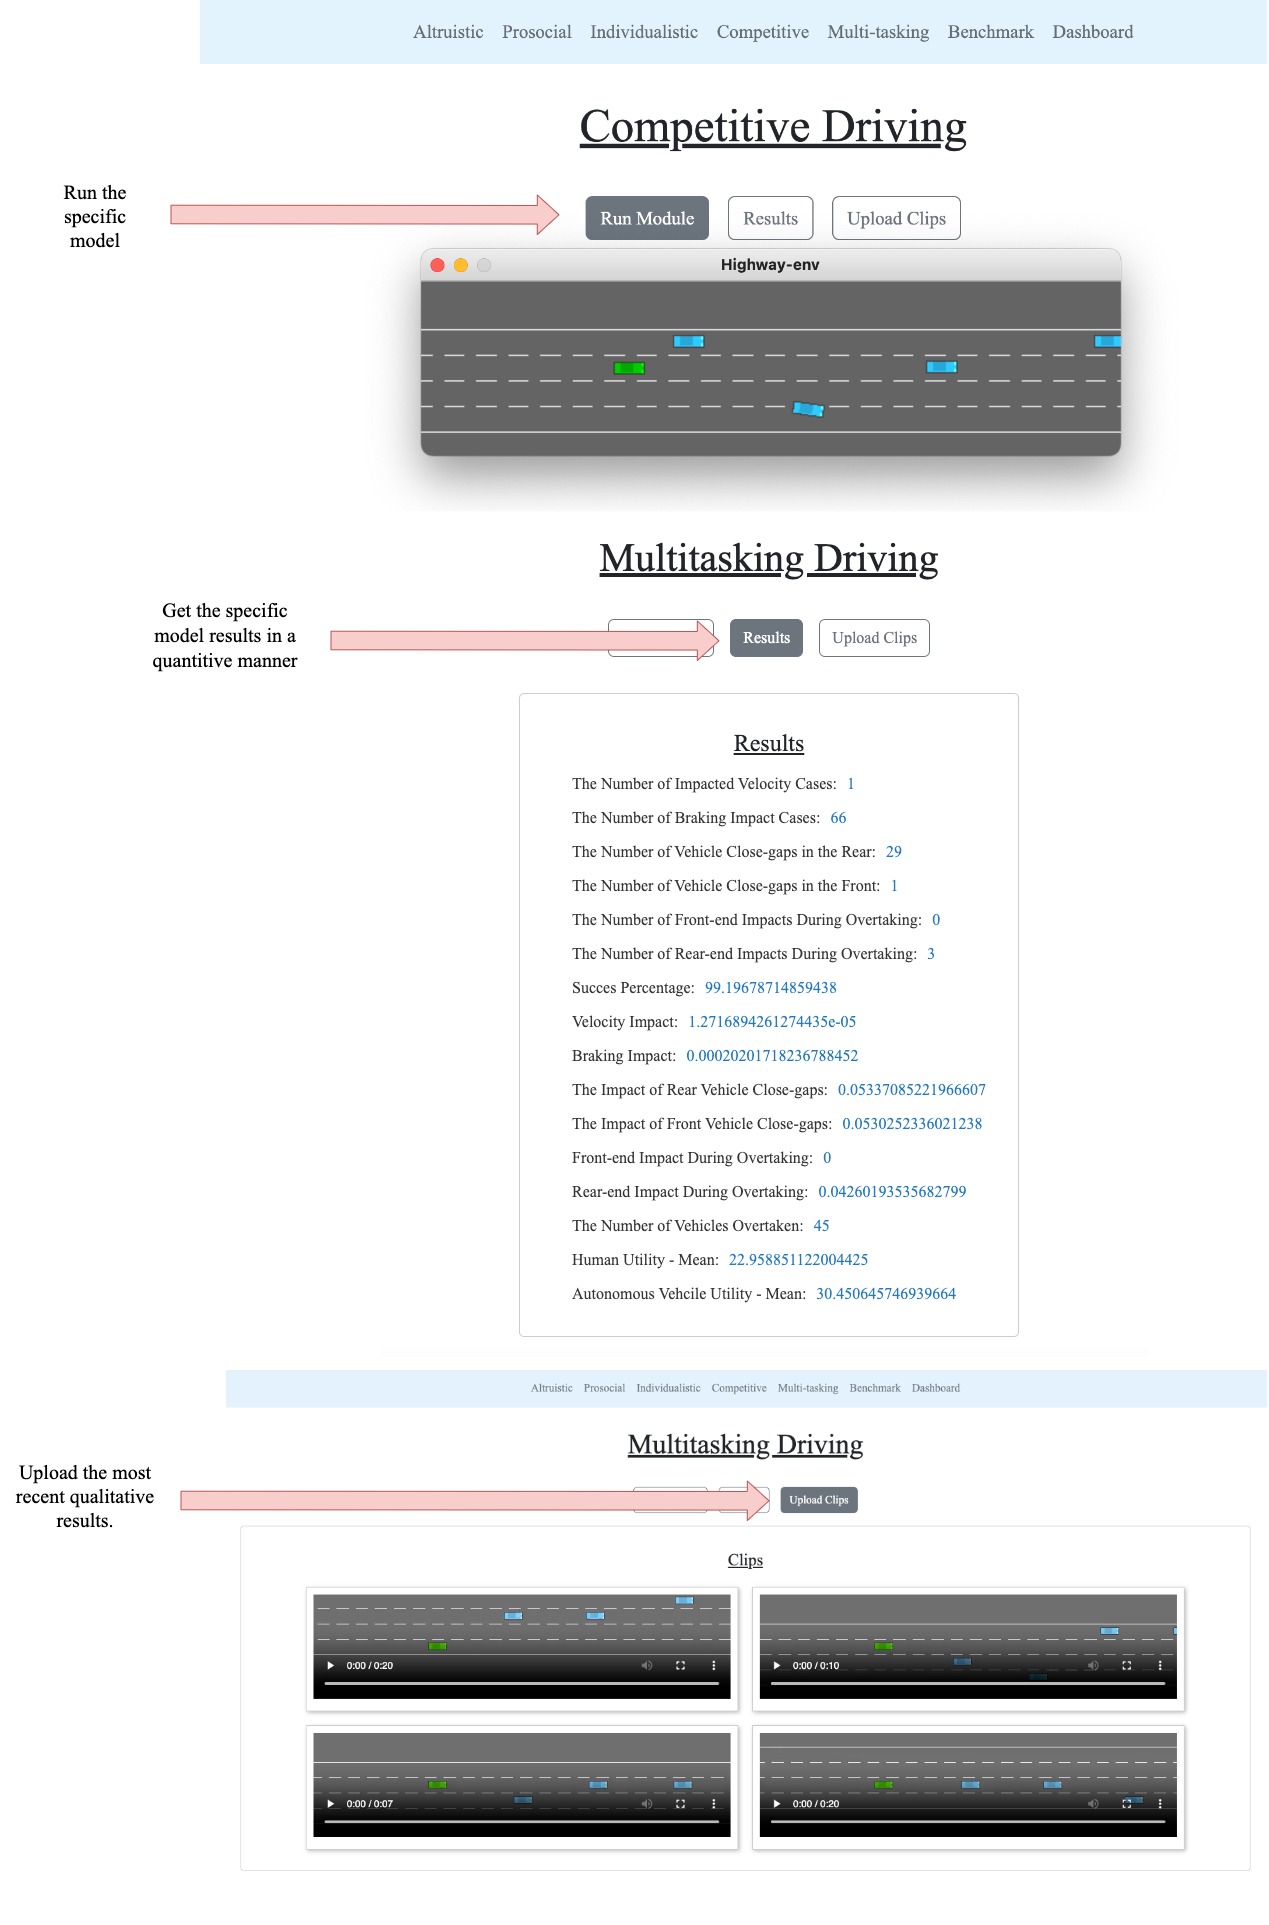 Altruistic Prosocial Individualistic Competitive Multi-tasking Benchmark Dashboard
Competitive Driving
Run the
specific
model
Run Module Results Upload Clips
Highway-env
Multitasking Driving
Get the specific
model results in a
quantitive manner
Results Upload Clips
Results
The Number of Impacted Velocity Cases: 1
The Number of Braking Impact Cases: 66
The Number of Vehicle Close-gaps in the Rear: 29
The Number of Vehicle Close-gaps in the Front: 1
The Number of Front-end Impacts During Overtaking: 0
The Number of Rear-end Impacts During Overtaking: 3
Succes Percentage: 99.19678714859438
Velocity Impact: 1.2716894261274435e-05
Braking Impact: 0.00020201718236788452
The Impact of Rear Vehicle Close-gaps: 0.05337085221966607
The Impact of Front Vehicle Close-gaps: 0.0530252336021238
Front-end Impact During Overtaking: 0
Rear-end Impact During Overtaking: 0.04260193535682799
The Number of Vehicles Overtaken: 45
Human Utility - Mean: 22.958851122004425
Autonomous Vehcile Utility - Mean: 30.450645746939664
Altruistic Prosocial Individualistic Competitive Multi-tasking Benchmark Dashboard
Multitasking Driving
Upload the most
recent qualitative
results.
Upload Clips
Clips
0:00 / 0:20
0:00 / 0:10
0:00 / 0:07
0:00 / 0:20